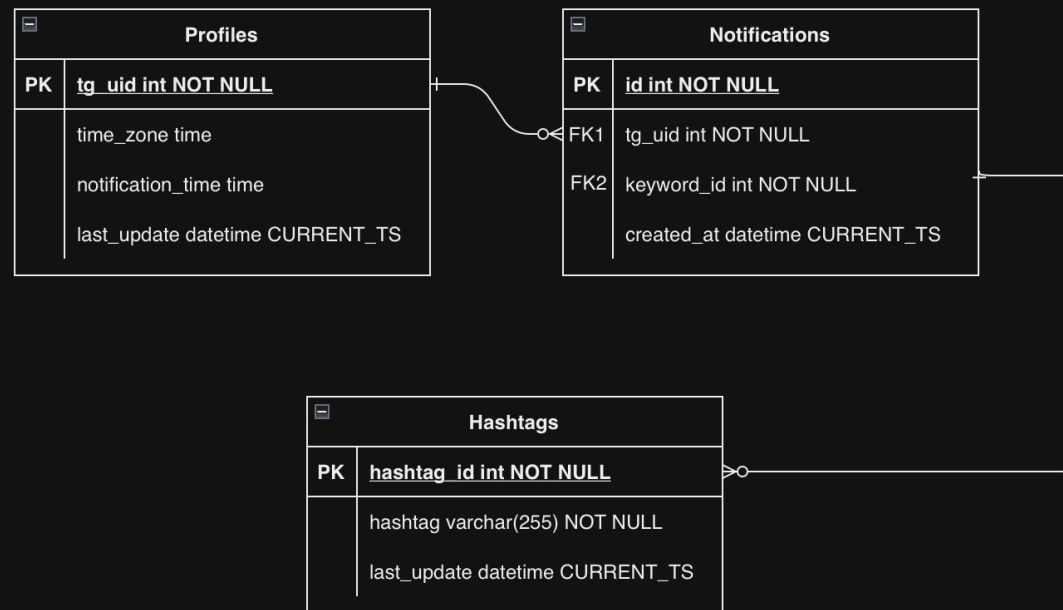 Profiles
PK tg_uid int NOT NULL
time_zone time
notification_time time
last_update datetime CURRENT_TS
Notifications
PK id int NOT NULL
FK1 tg_uid int NOT NULL
FK2 keyword_id int NOT NULL
created_at datetime CURRENT_TS
Hashtags
PK hashtag_id int NOT NULL
hashtag varchar(255) NOT NULL
last_update datetime CURRENT_TS